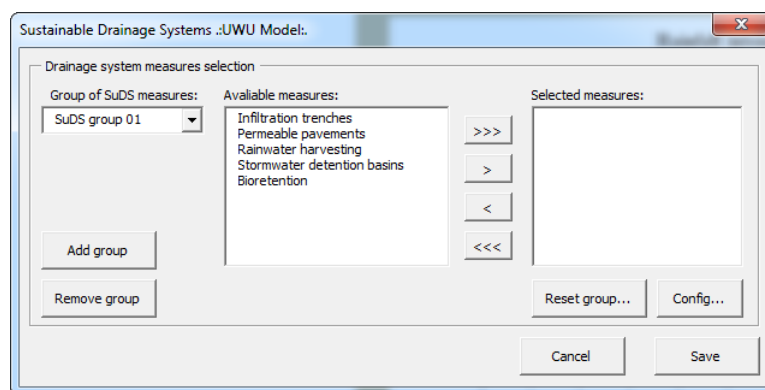 Sustainable Drainage Systems .:UWU Model:.
Drainage system measures selection
Group of SuDS measures:
SuDS group 01
Avaliable measures:
Infiltration trenches
Permeable pavements
Rainwater harvesting
Stormwater detention basins
Bioretention
>>>
>
<
<<<
Selected measures:
Add group
Remove group
Reset group...
Config...
Cancel
Save